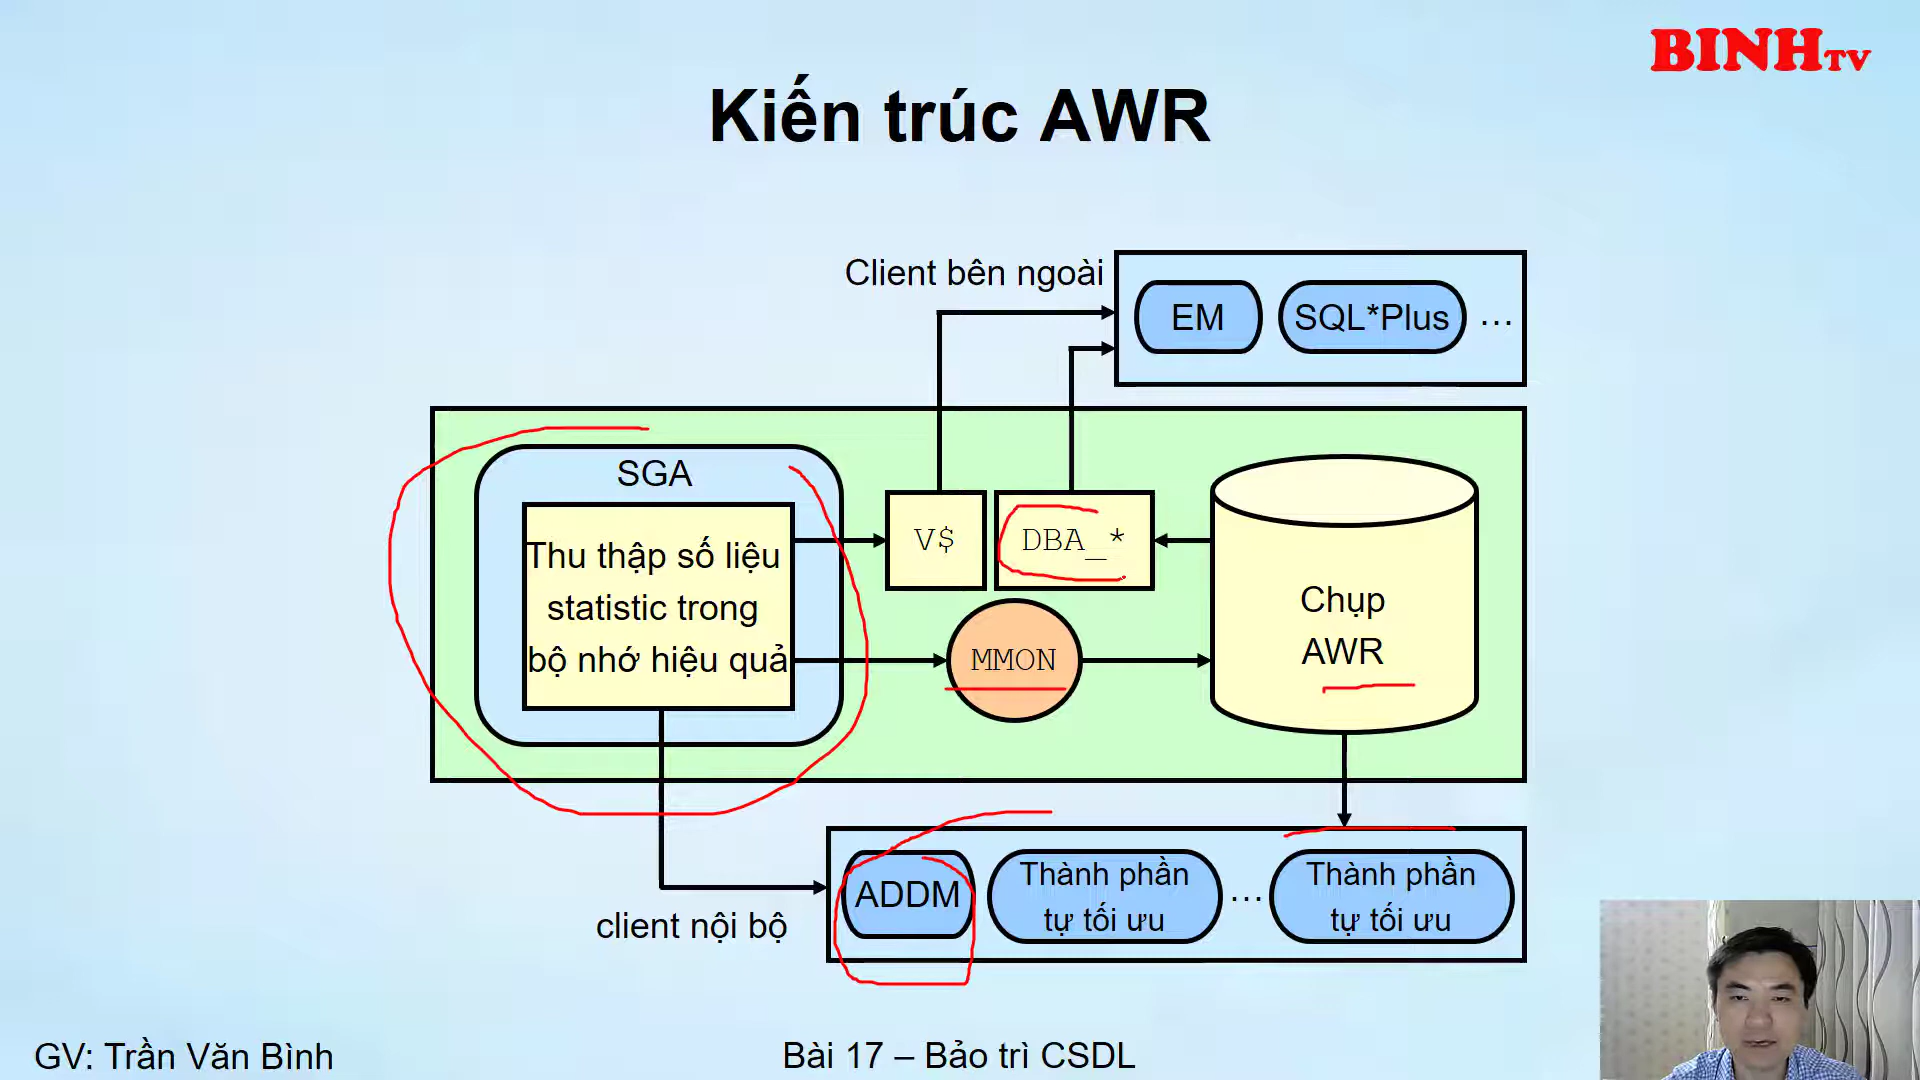 BINHTV
Kiến trúc AWR
Client bên ngoài
EM
SQL*Plus
...
SGA
Thu thập số liệu
statistic trong
bộ nhớ hiệu quả
V$
DBA_*
MMON
Chụp
AWR
client nội bộ
ADDM
Thành phần
tự tối ưu
...
Thành phần
tự tối ưu
GV: Trần Văn Bình
Bài 17 – Bảo trì CSDL